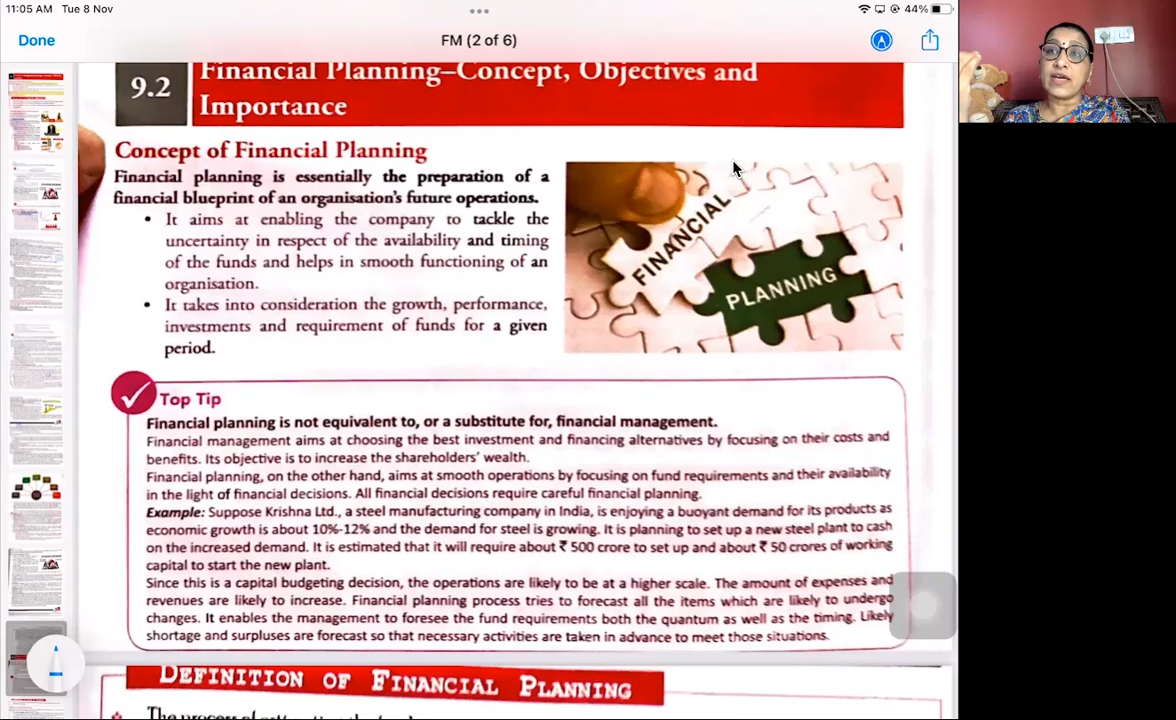 11:05 AM Tue 8 Nov
44%
Done
FM (2 of 6)
9.2
Financial Planning–Concept, Objectives and
Importance
Concept of Financial Planning
Financial planning is essentially the preparation of a
financial blueprint of an organisation's future operations.
• It aims at enabling the company to tackle the
uncertainty in respect of the availability and timing
of the funds and helps in smooth functioning of an
organisation.
• It takes into consideration the growth, performance,
investments and requirement of funds for a given
period.
FINANCIAL
PLANNING
Top Tip
Financial planning is not equivalent to, or a substitute for, financial management.
Financial management aims at choosing the best investment and financing alternatives by focusing on their costs and
benefits. Its objective is to increase the shareholders' wealth.
Financial planning, on the other hand, aims at smooth operations by focusing on fund requirements and their availability
in the light of financial decisions. All financial decisions require careful financial planning.
Example: Suppose Krishna Ltd., a steel manufacturing company in India, is enjoying a buoyant demand for its products as
economic growth is about 10%-12% and the demand for steel is growing. It is planning to set up a new steel plant to cash
on the increased demand. It is estimated that it will require about ₹ 500 crore to set up and about ₹ 50 crores of working
capital to start the new plant.
Since this is a capital budgeting decision, the operations are likely to be at a higher scale. The amount of expenses and
revenues are likely to increase. Financial planning process tries to forecast all the items which are likely to undergo
changes. It enables the management to foresee the fund requirements both the quantum as well as the timing. Likely
shortage and surpluses are forecast so that necessary activities are taken in advance to meet those situations.
DEFINITION OF FINANCIAL PLANNING
The process of